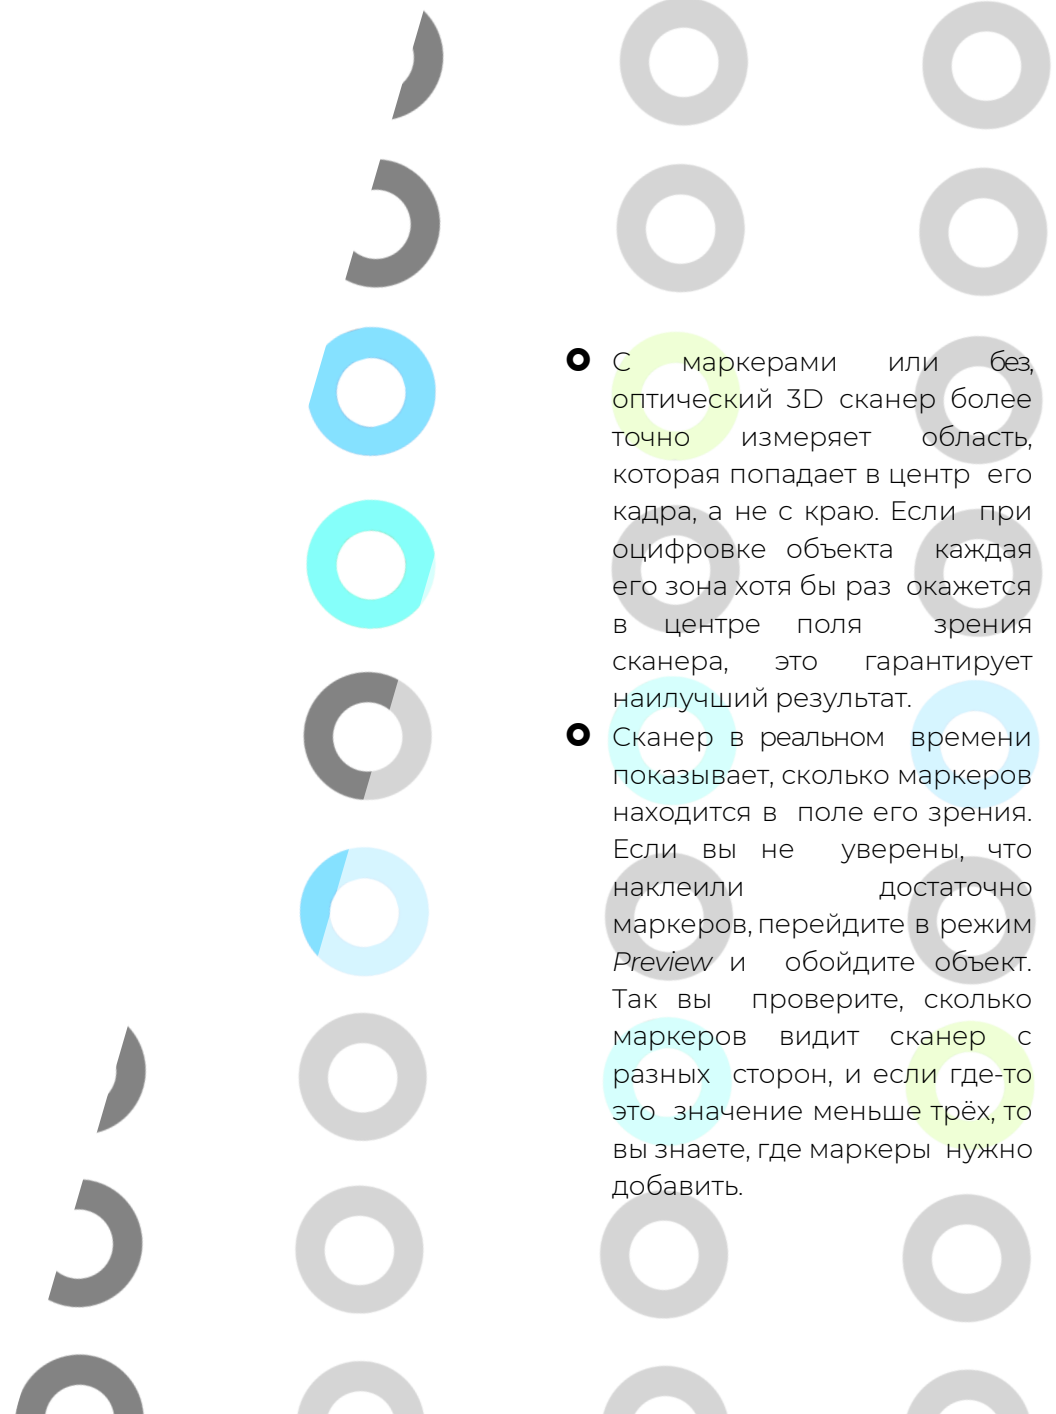 С маркерами или без,
оптический 3D сканер более
точно измеряет область,
которая попадает в центр его
кадра, а не с краю. Если при
оцифровке объекта каждая
его зона хотя бы раз окажется
в центре поля зрения
сканера, это гарантирует
наилучший результат.
Сканер в реальном времени
показывает, сколько маркеров
находится в поле его зрения.
Если вы не уверены, что
наклеили достаточно
маркеров, перейдите в режим
Preview и обойдите объект.
Так вы проверите, сколько
маркеров видит сканер с
разных сторон, и если где-то
это значение меньше трёх, то
вы знаете, где маркеры нужно
добавить.